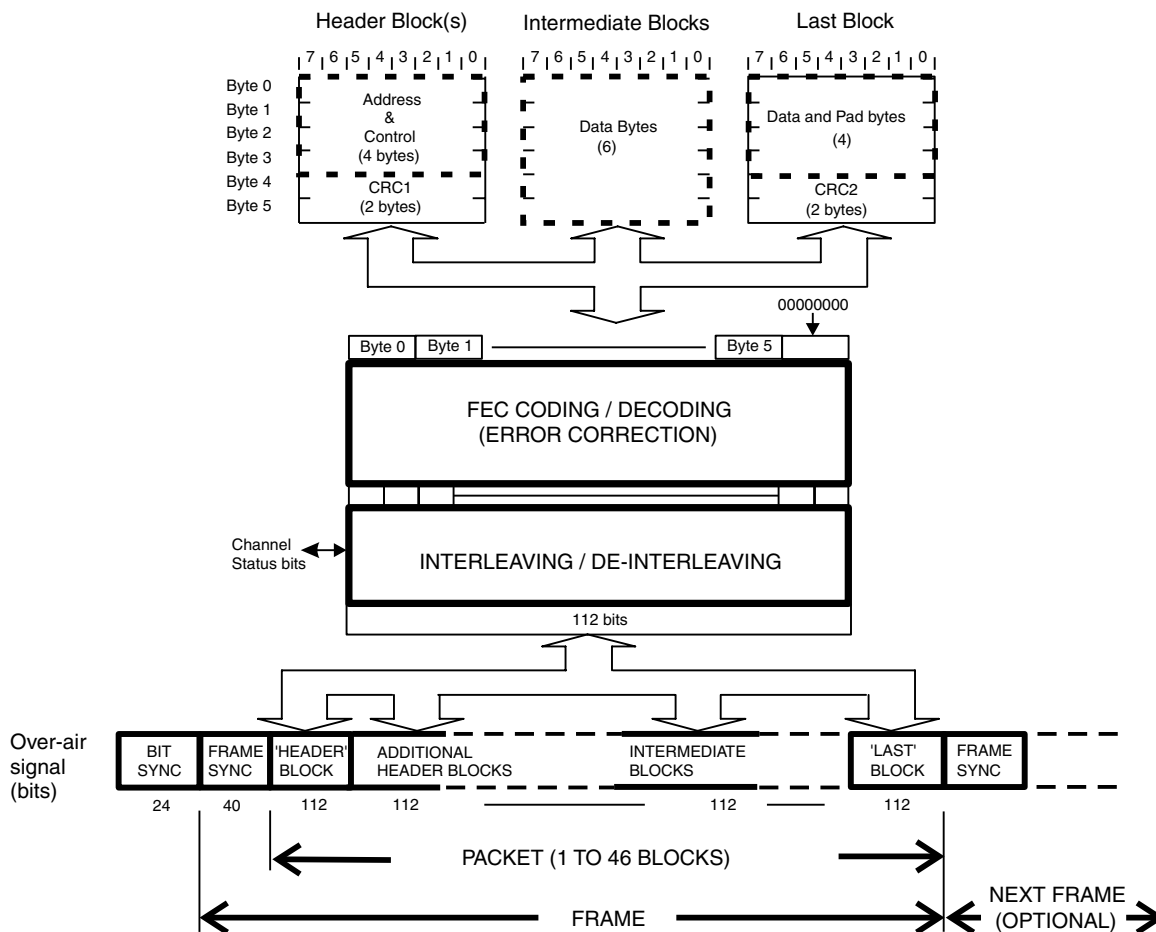 Header Block(s)
Intermediate Blocks
Last Block
7 6 5 4 3 2 1 0
7 6 5 4 3 2 1 0
7 6 5 4 3 2 1 0
Byte 0
Byte 1
Byte 2
Byte 3
Byte 4
Byte 5
Address
&
Control
(4 bytes)
CRC1
(2 bytes)
Data Bytes
(6)
Data and Pad bytes
(4)
CRC2
(2 bytes)
00000000
Byte 0
Byte 1
Byte 5
FEC CODING / DECODING
(ERROR CORRECTION)
Channel
Status bits
INTERLEAVING / DE-INTERLEAVING
112 bits
Over-air
signal
(bits)
BIT
SYNC
FRAME
SYNC
'HEADER'
BLOCK
ADDITIONAL
HEADER BLOCKS
INTERMEDIATE
BLOCKS
'LAST'
BLOCK
FRAME
SYNC
24
40
112
112
112
112
PACKET (1 TO 46 BLOCKS)
FRAME
NEXT FRAME
(OPTIONAL)